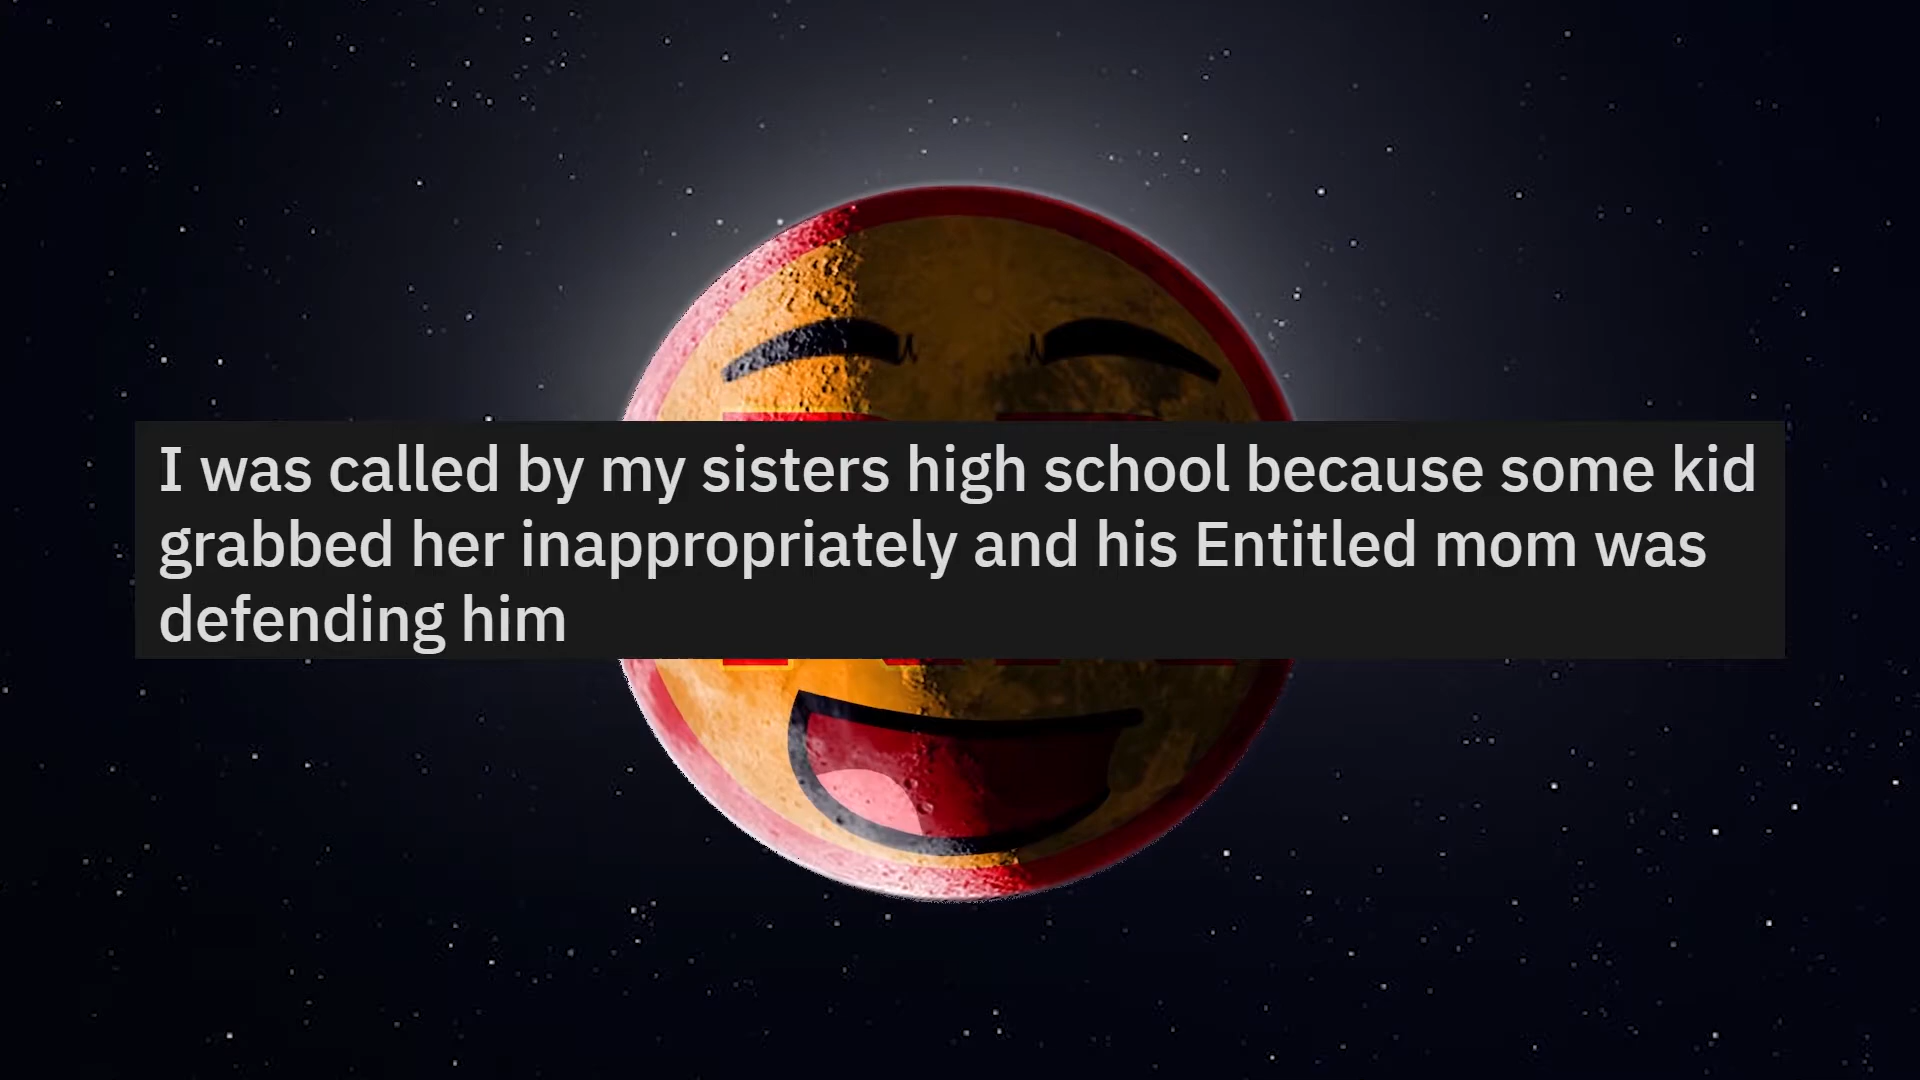 I was called by my sisters high school because some kid
grabbed her inappropriately and his Entitled mom was
defending him